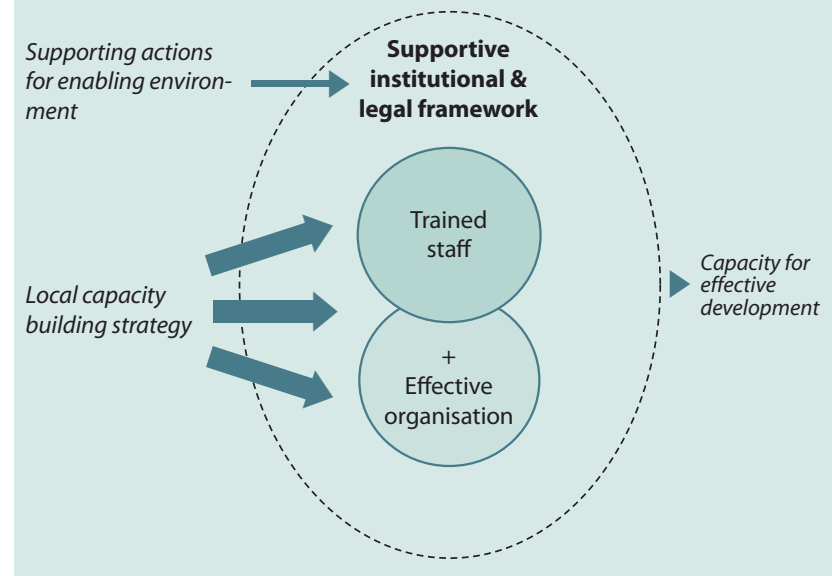 Supporting actions
for enabling environ-
ment
Supportive
institutional &
legal framework
Trained
staff
Local capacity
building strategy
+
Effective
organisation
Capacity for
effective
development